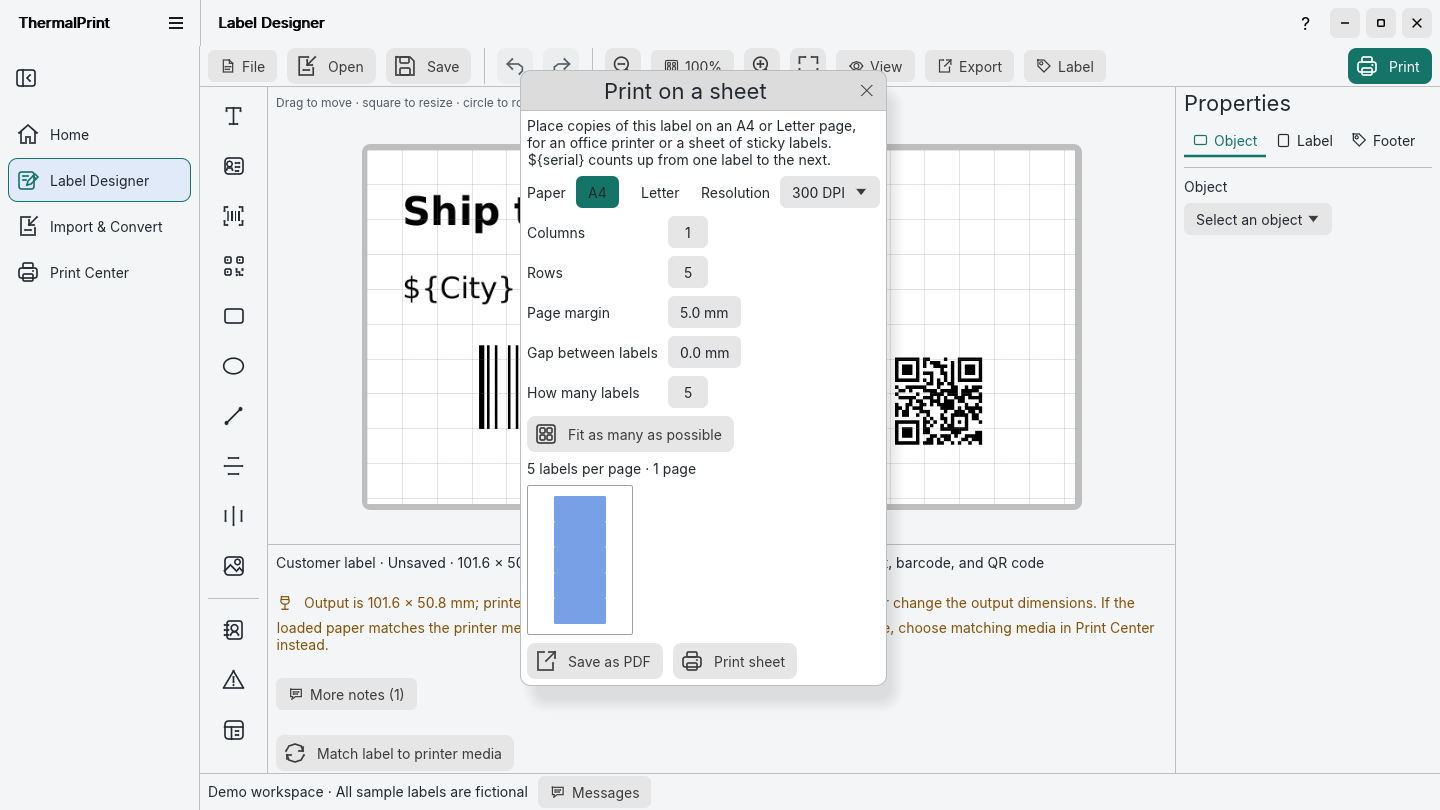 ThermalPrint
Label Designer
?
File
Open
Save
100%
View
Export
Label
Print
Home
Label Designer
Import & Convert
Print Center
Drag to move · square to resize · circle to ro
Ship t
${City}
Print on a sheet
Place copies of this label on an A4 or Letter page,
for an office printer or a sheet of sticky labels.
${serial} counts up from one label to the next.
Paper A4 Letter Resolution 300 DPI
Columns 1
Rows 5
Page margin 5.0 mm
Gap between labels 0.0 mm
How many labels 5
Fit as many as possible
5 labels per page · 1 page
Save as PDF
Print sheet
Properties
Object Label Footer
Object
Select an object
Customer label · Unsaved · 101.6 × 50
, barcode, and QR code
Output is 101.6 × 50.8 mm; printe
change the output dimensions. If the
loaded paper matches the printer me
, choose matching media in Print Center
instead.
More notes (1)
Match label to printer media
Demo workspace · All sample labels are fictional
Messages